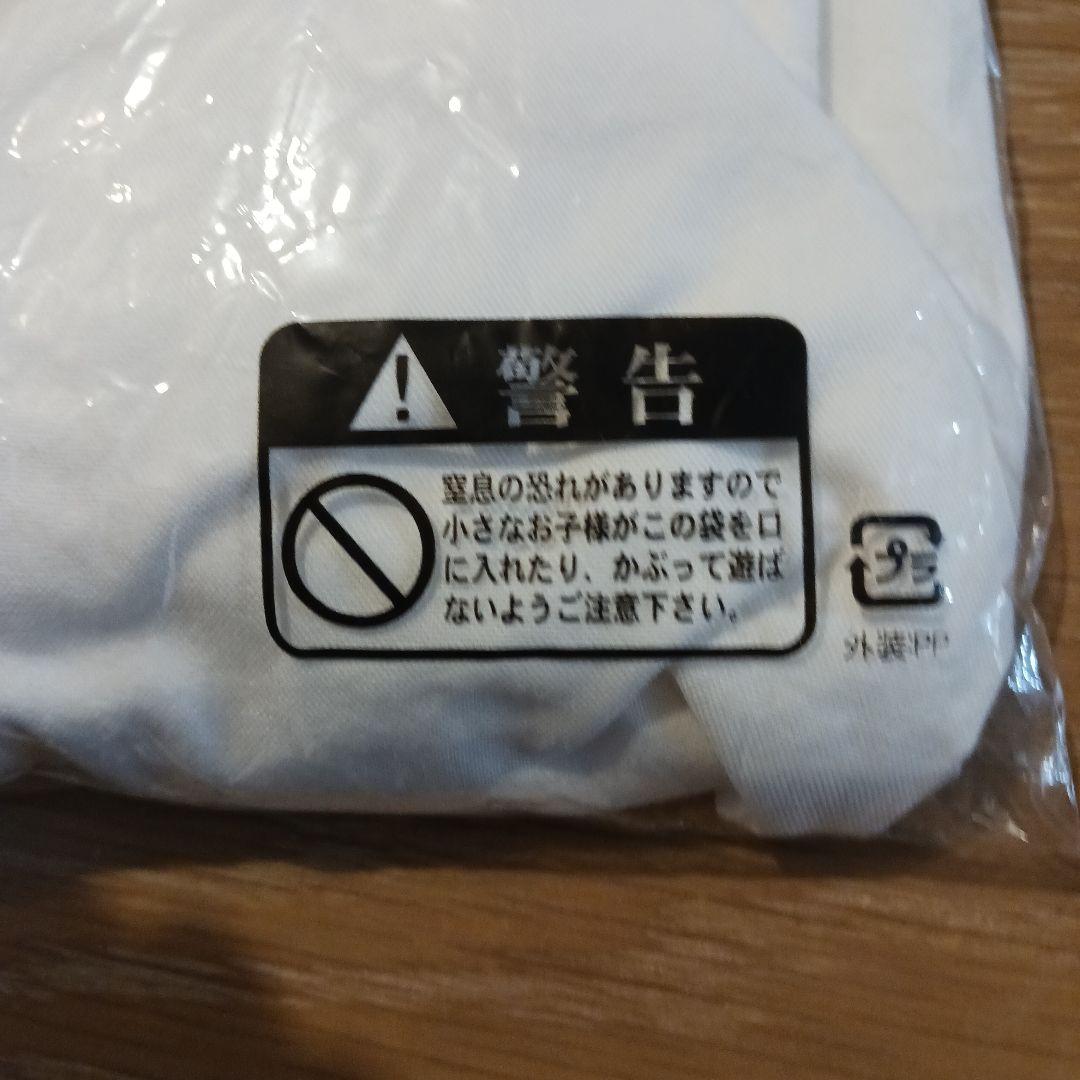 警告
窒息の恐れがありますので
小さなお子様がこの袋を口
に入れたり、かぶって遊ば
ないようご注意下さい。
プラ
外装:PP